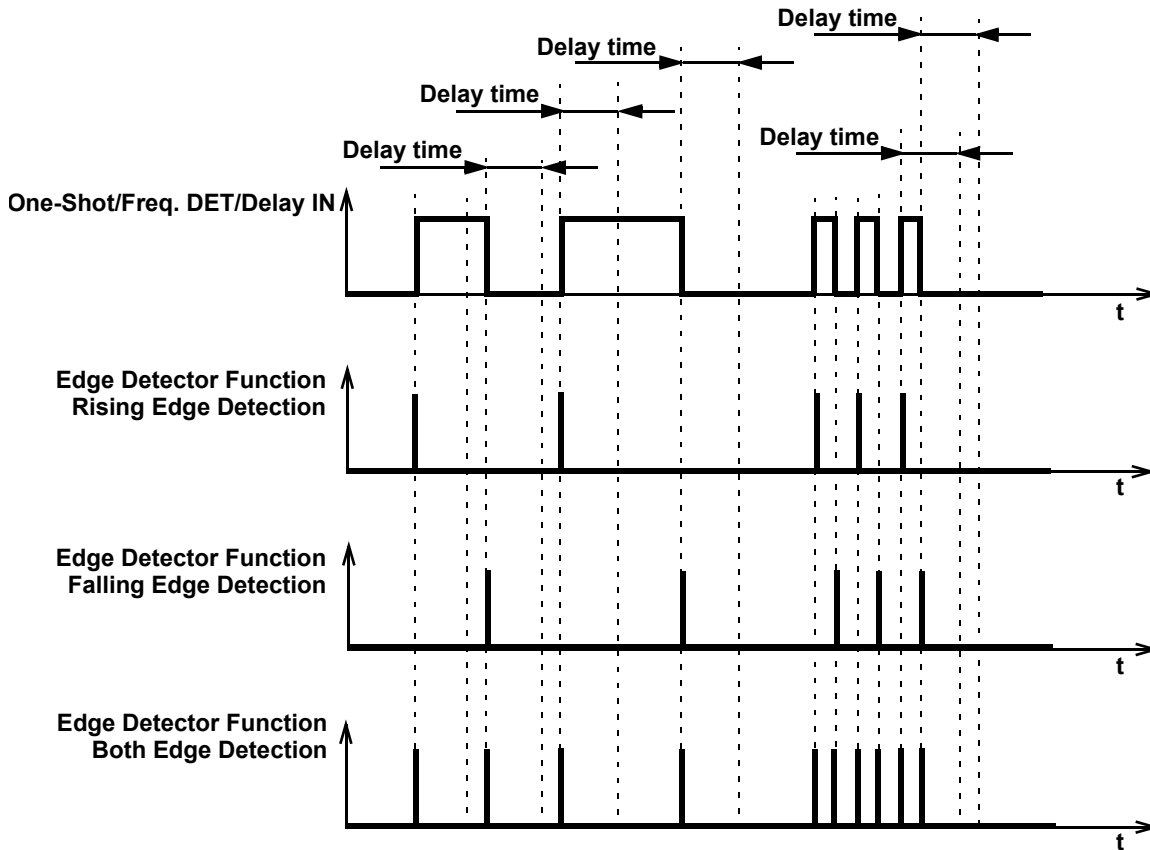 Delay time
Delay time
Delay time
Delay time
Delay time
One-Shot/Freq. DET/Delay IN
t
Edge Detector Function
Rising Edge Detection
t
Edge Detector Function
Falling Edge Detection
t
Edge Detector Function
Both Edge Detection
t